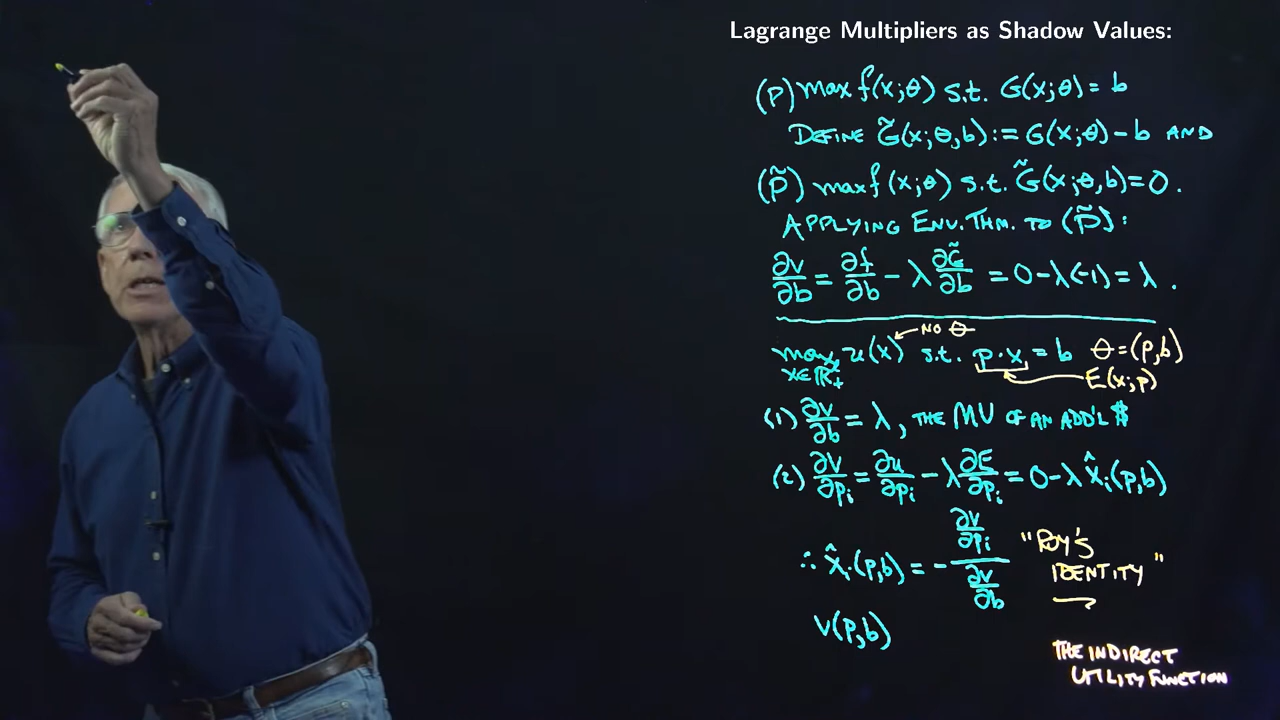 Lagrange Multipliers as Shadow Values:
(P) max f(x;θ) s.t. G(x;θ) = b
DEFINE G̃(x;θ,b) := G(x;θ) − b AND
(P̃) max f(x;θ) s.t. G̃(x;θ,b) = 0.
APPLYING ENV. THM. TO (P̃):
∂v/∂b = ∂f/∂b − λ ∂G̃/∂b = 0 − λ(−1) = λ.
← NO θ
max x∈ℝ₊ u(x) s.t. p·x = b θ = (p,b)
E(x;p)
(1) ∂v/∂b = λ, THE MV OF AN ADD'L $
(2) ∂v/∂pᵢ = ∂u/∂pᵢ − λ ∂E/∂pᵢ = 0 − λ x̂ᵢ(p,b)
∴ x̂ᵢ(p,b) = − (∂v/∂pᵢ)/(∂v/∂b) "ROY'S
IDENTITY"
v(p,b)
THE INDIRECT
UTILITY FUNCTION